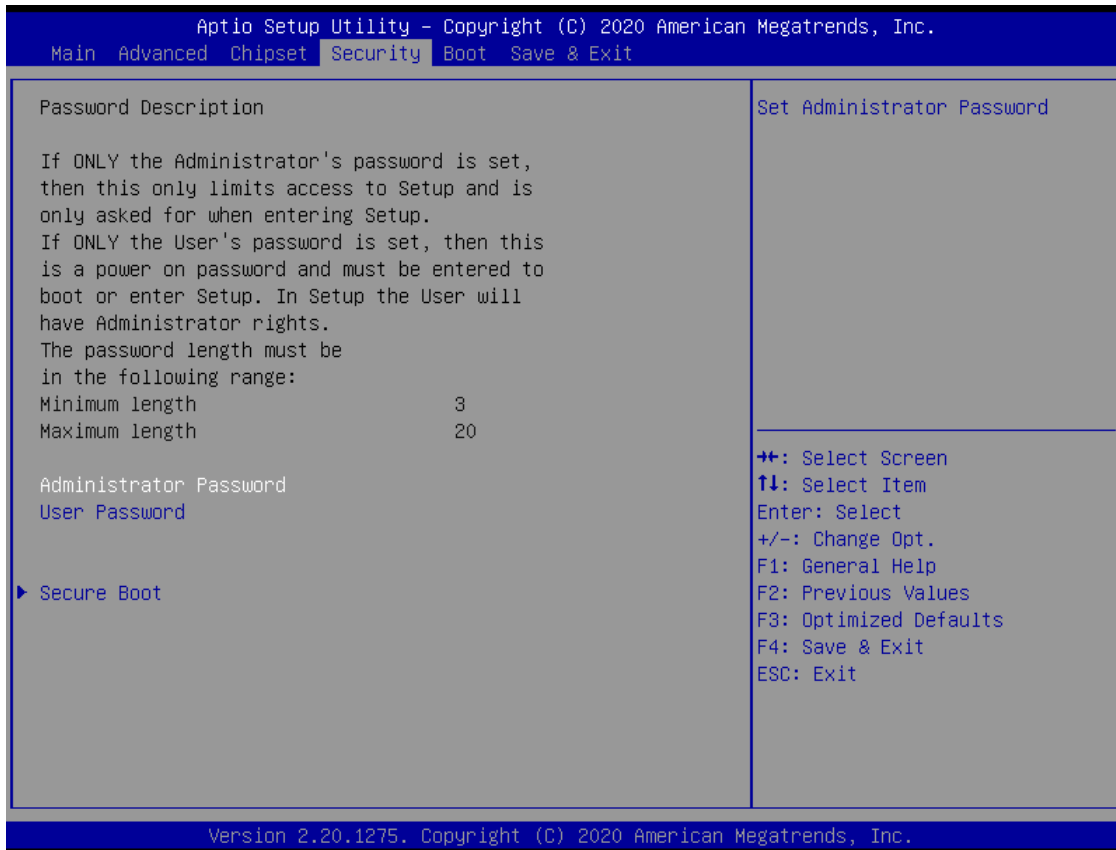 Aptio Setup Utility – Copyright (C) 2020 American Megatrends, Inc.
Main Advanced Chipset Security Boot Save & Exit
Password Description
If ONLY the Administrator's password is set,
then this only limits access to Setup and is
only asked for when entering Setup.
If ONLY the User's password is set, then this
is a power on password and must be entered to
boot or enter Setup. In Setup the User will
have Administrator rights.
The password length must be
in the following range:
Minimum length 3
Maximum length 20
Administrator Password
User Password
▶ Secure Boot
Set Administrator Password
→←: Select Screen
↑↓: Select Item
Enter: Select
+/-: Change Opt.
F1: General Help
F2: Previous Values
F3: Optimized Defaults
F4: Save & Exit
ESC: Exit
Version 2.20.1275. Copyright (C) 2020 American Megatrends, Inc.